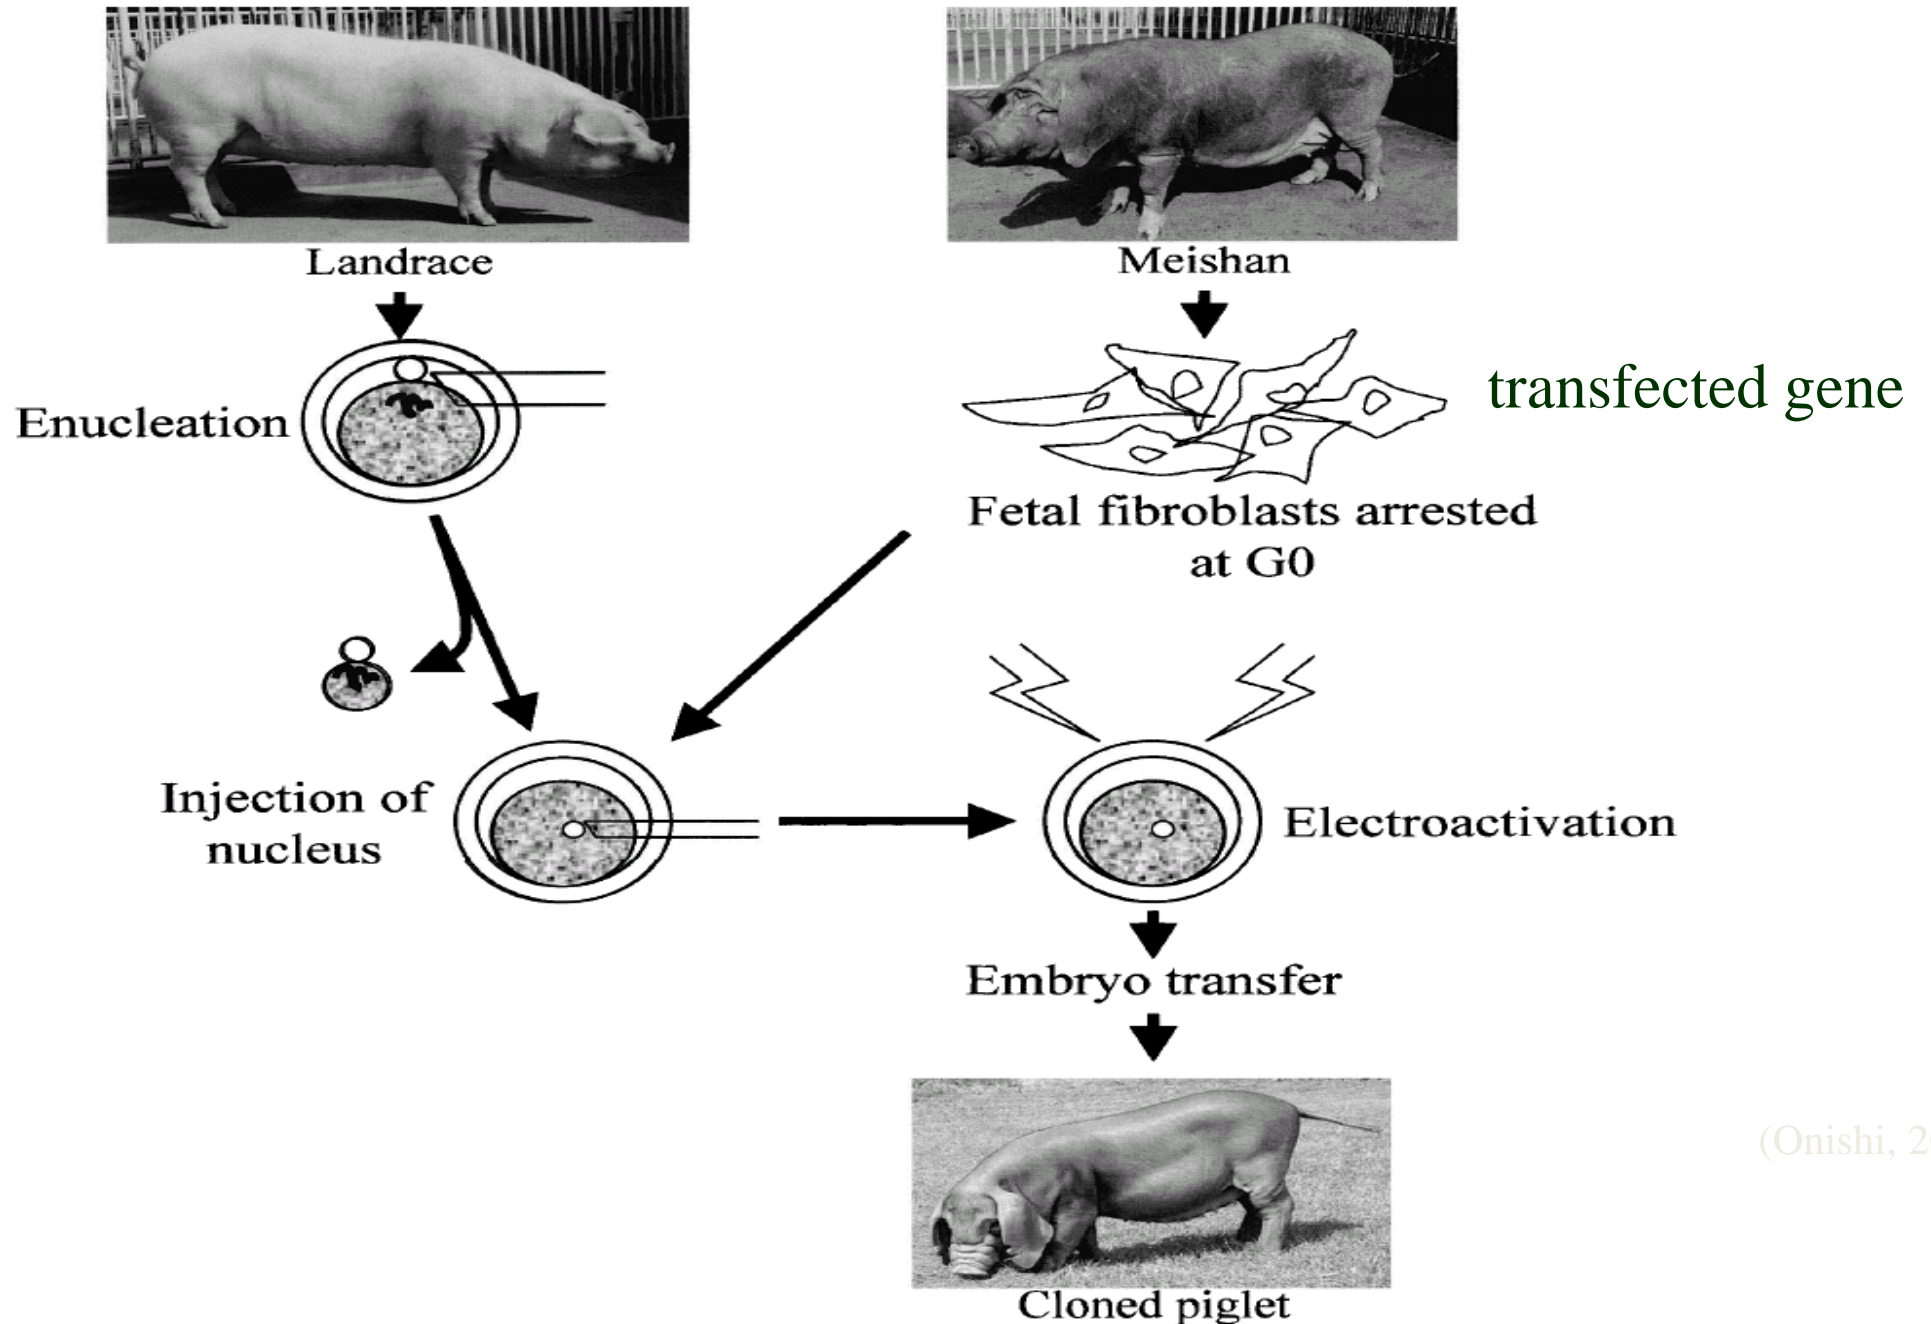 Landrace
Meishan
Enucleation
transfected gene
Fetal fibroblasts arrested
at G0
Injection of
nucleus
Electroactivation
Embryo transfer
(Onishi, 2
Cloned piglet